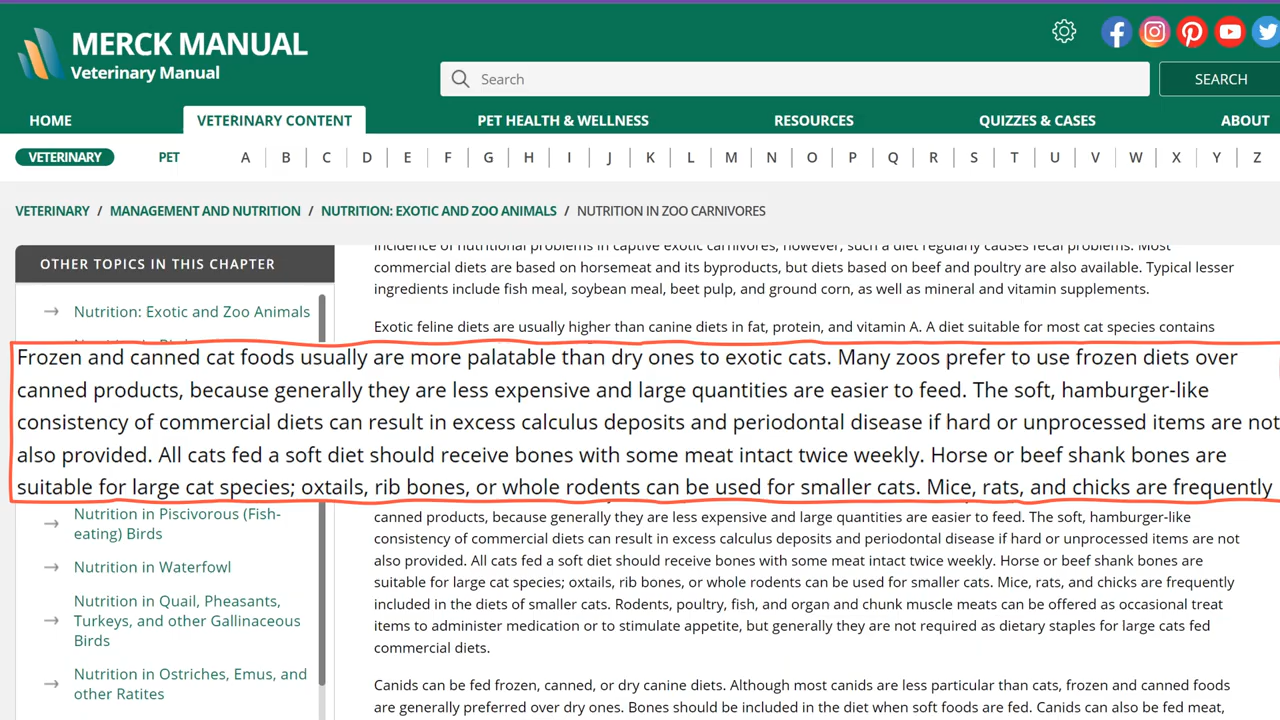 MERCK MANUAL
Veterinary Manual
Search
SEARCH
HOME
VETERINARY CONTENT
PET HEALTH & WELLNESS
RESOURCES
QUIZZES & CASES
ABOUT
VETERINARY
PET
A B C D E F G H I J K L M N O P Q R S T U V W X Y Z
VETERINARY / MANAGEMENT AND NUTRITION / NUTRITION: EXOTIC AND ZOO ANIMALS / NUTRITION IN ZOO CARNIVORES
OTHER TOPICS IN THIS CHAPTER
Nutrition: Exotic and Zoo Animals
incidence of nutritional problems in captive exotic carnivores, however, such a diet regularly causes fecal problems. Most
commercial diets are based on horsemeat and its byproducts, but diets based on beef and poultry are also available. Typical lesser
ingredients include fish meal, soybean meal, beet pulp, and ground corn, as well as mineral and vitamin supplements.
Exotic feline diets are usually higher than canine diets in fat, protein, and vitamin A. A diet suitable for most cat species contains
Frozen and canned cat foods usually are more palatable than dry ones to exotic cats. Many zoos prefer to use frozen diets over
canned products, because generally they are less expensive and large quantities are easier to feed. The soft, hamburger-like
consistency of commercial diets can result in excess calculus deposits and periodontal disease if hard or unprocessed items are not
also provided. All cats fed a soft diet should receive bones with some meat intact twice weekly. Horse or beef shank bones are
suitable for large cat species; oxtails, rib bones, or whole rodents can be used for smaller cats. Mice, rats, and chicks are frequently
Nutrition in Piscivorous (Fish-
eating) Birds
Nutrition in Waterfowl
Nutrition in Quail, Pheasants,
Turkeys, and other Gallinaceous
Birds
Nutrition in Ostriches, Emus, and
other Ratites
canned products, because generally they are less expensive and large quantities are easier to feed. The soft, hamburger-like
consistency of commercial diets can result in excess calculus deposits and periodontal disease if hard or unprocessed items are not
also provided. All cats fed a soft diet should receive bones with some meat intact twice weekly. Horse or beef shank bones are
suitable for large cat species; oxtails, rib bones, or whole rodents can be used for smaller cats. Mice, rats, and chicks are frequently
included in the diets of smaller cats. Rodents, poultry, fish, and organ and chunk muscle meats can be offered as occasional treat
items to administer medication or to stimulate appetite, but generally they are not required as dietary staples for large cats fed
commercial diets.
Canids can be fed frozen, canned, or dry canine diets. Although most canids are less particular than cats, frozen and canned foods
are generally preferred over dry ones. Bones should be included in the diet when soft foods are fed. Canids can also be fed meat,